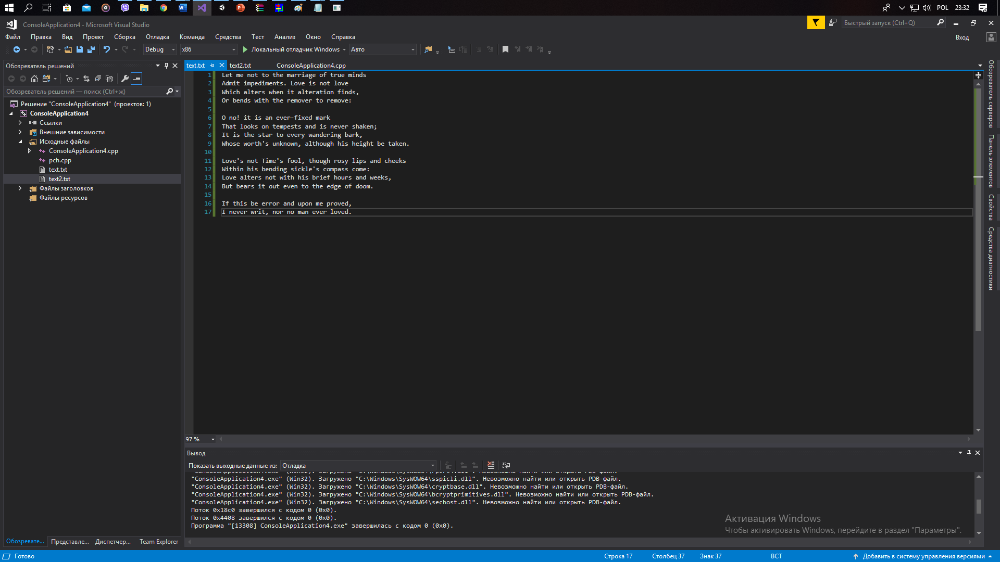 POL 23:32
ConsoleApplication4 - Microsoft Visual Studio
Быстрый запуск (Ctrl+Q)
Файл Правка Вид Проект Сборка Отладка Команда Средства Тест Анализ Окно Справка
Вход
Debug x86 Локальный отладчик Windows Авто
Обозреватель решений
Обозреватель решений — поиск (Ctrl+ж)
Решение "ConsoleApplication4" (проектов: 1)
ConsoleApplication4
Ссылки
Внешние зависимости
Исходные файлы
ConsoleApplication4.cpp
pch.cpp
text.txt
text2.txt
Файлы заголовков
Файлы ресурсов
Обозревате... Представле... Диспетчер... Team Explorer
text.txt text2.txt ConsoleApplication4.cpp
1 Let me not to the marriage of true minds
2 Admit impediments. Love is not love
3 Which alters when it alteration finds,
4 Or bends with the remover to remove:
5
6 O no! it is an ever-fixed mark
7 That looks on tempests and is never shaken;
8 It is the star to every wandering bark,
9 Whose worth's unknown, although his height be taken.
10
11 Love's not Time's fool, though rosy lips and cheeks
12 Within his bending sickle's compass come:
13 Love alters not with his brief hours and weeks,
14 But bears it out even to the edge of doom.
15
16 If this be error and upon me proved,
17 I never writ, nor no man ever loved.
97 %
Вывод
Показать выходные данные из: Отладка
"ConsoleApplication4.exe" (Win32). Загружено "C:\Windows\SysWOW64\sspicli.dll". Невозможно найти или открыть PDB-файл.
"ConsoleApplication4.exe" (Win32). Загружено "C:\Windows\SysWOW64\cryptbase.dll". Невозможно найти или открыть PDB-файл.
"ConsoleApplication4.exe" (Win32). Загружено "C:\Windows\SysWOW64\bcryptprimitives.dll". Невозможно найти или открыть PDB-файл.
"ConsoleApplication4.exe" (Win32). Загружено "C:\Windows\SysWOW64\sechost.dll". Невозможно найти или открыть PDB-файл.
Поток 0x18c0 завершился с кодом 0 (0x0).
Поток 0x4408 завершился с кодом 0 (0x0).
Программа "[13308] ConsoleApplication4.exe" завершилась с кодом 0 (0x0).
Активация Windows
Чтобы активировать Windows, перейдите в раздел "Параметры".
Обозреватель серверов
Панель элементов
Свойства
Средства диагностики
Готово Строка 17 Столбец 37 Знак 37 ВСТ Добавить в систему управления версиями